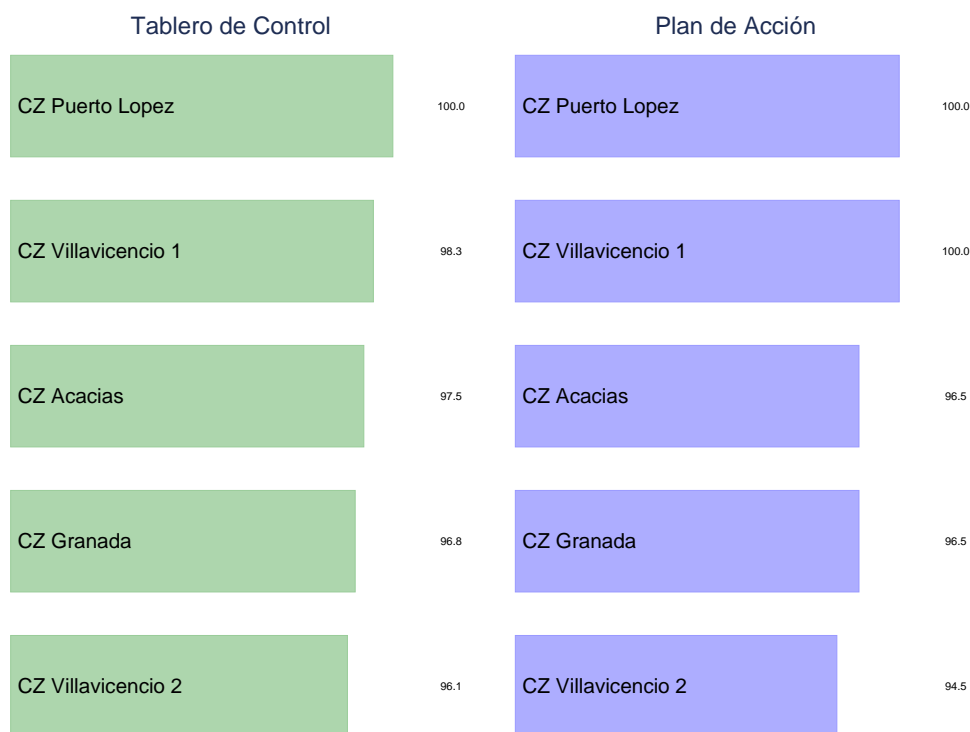 Tablero de Control
CZ Puerto Lopez 100.0
CZ Villavicencio 1 98.3
CZ Acacias 97.5
CZ Granada 96.8
CZ Villavicencio 2 96.1
Plan de Acción
CZ Puerto Lopez 100.0
CZ Villavicencio 1 100.0
CZ Acacias 96.5
CZ Granada 96.5
CZ Villavicencio 2 94.5